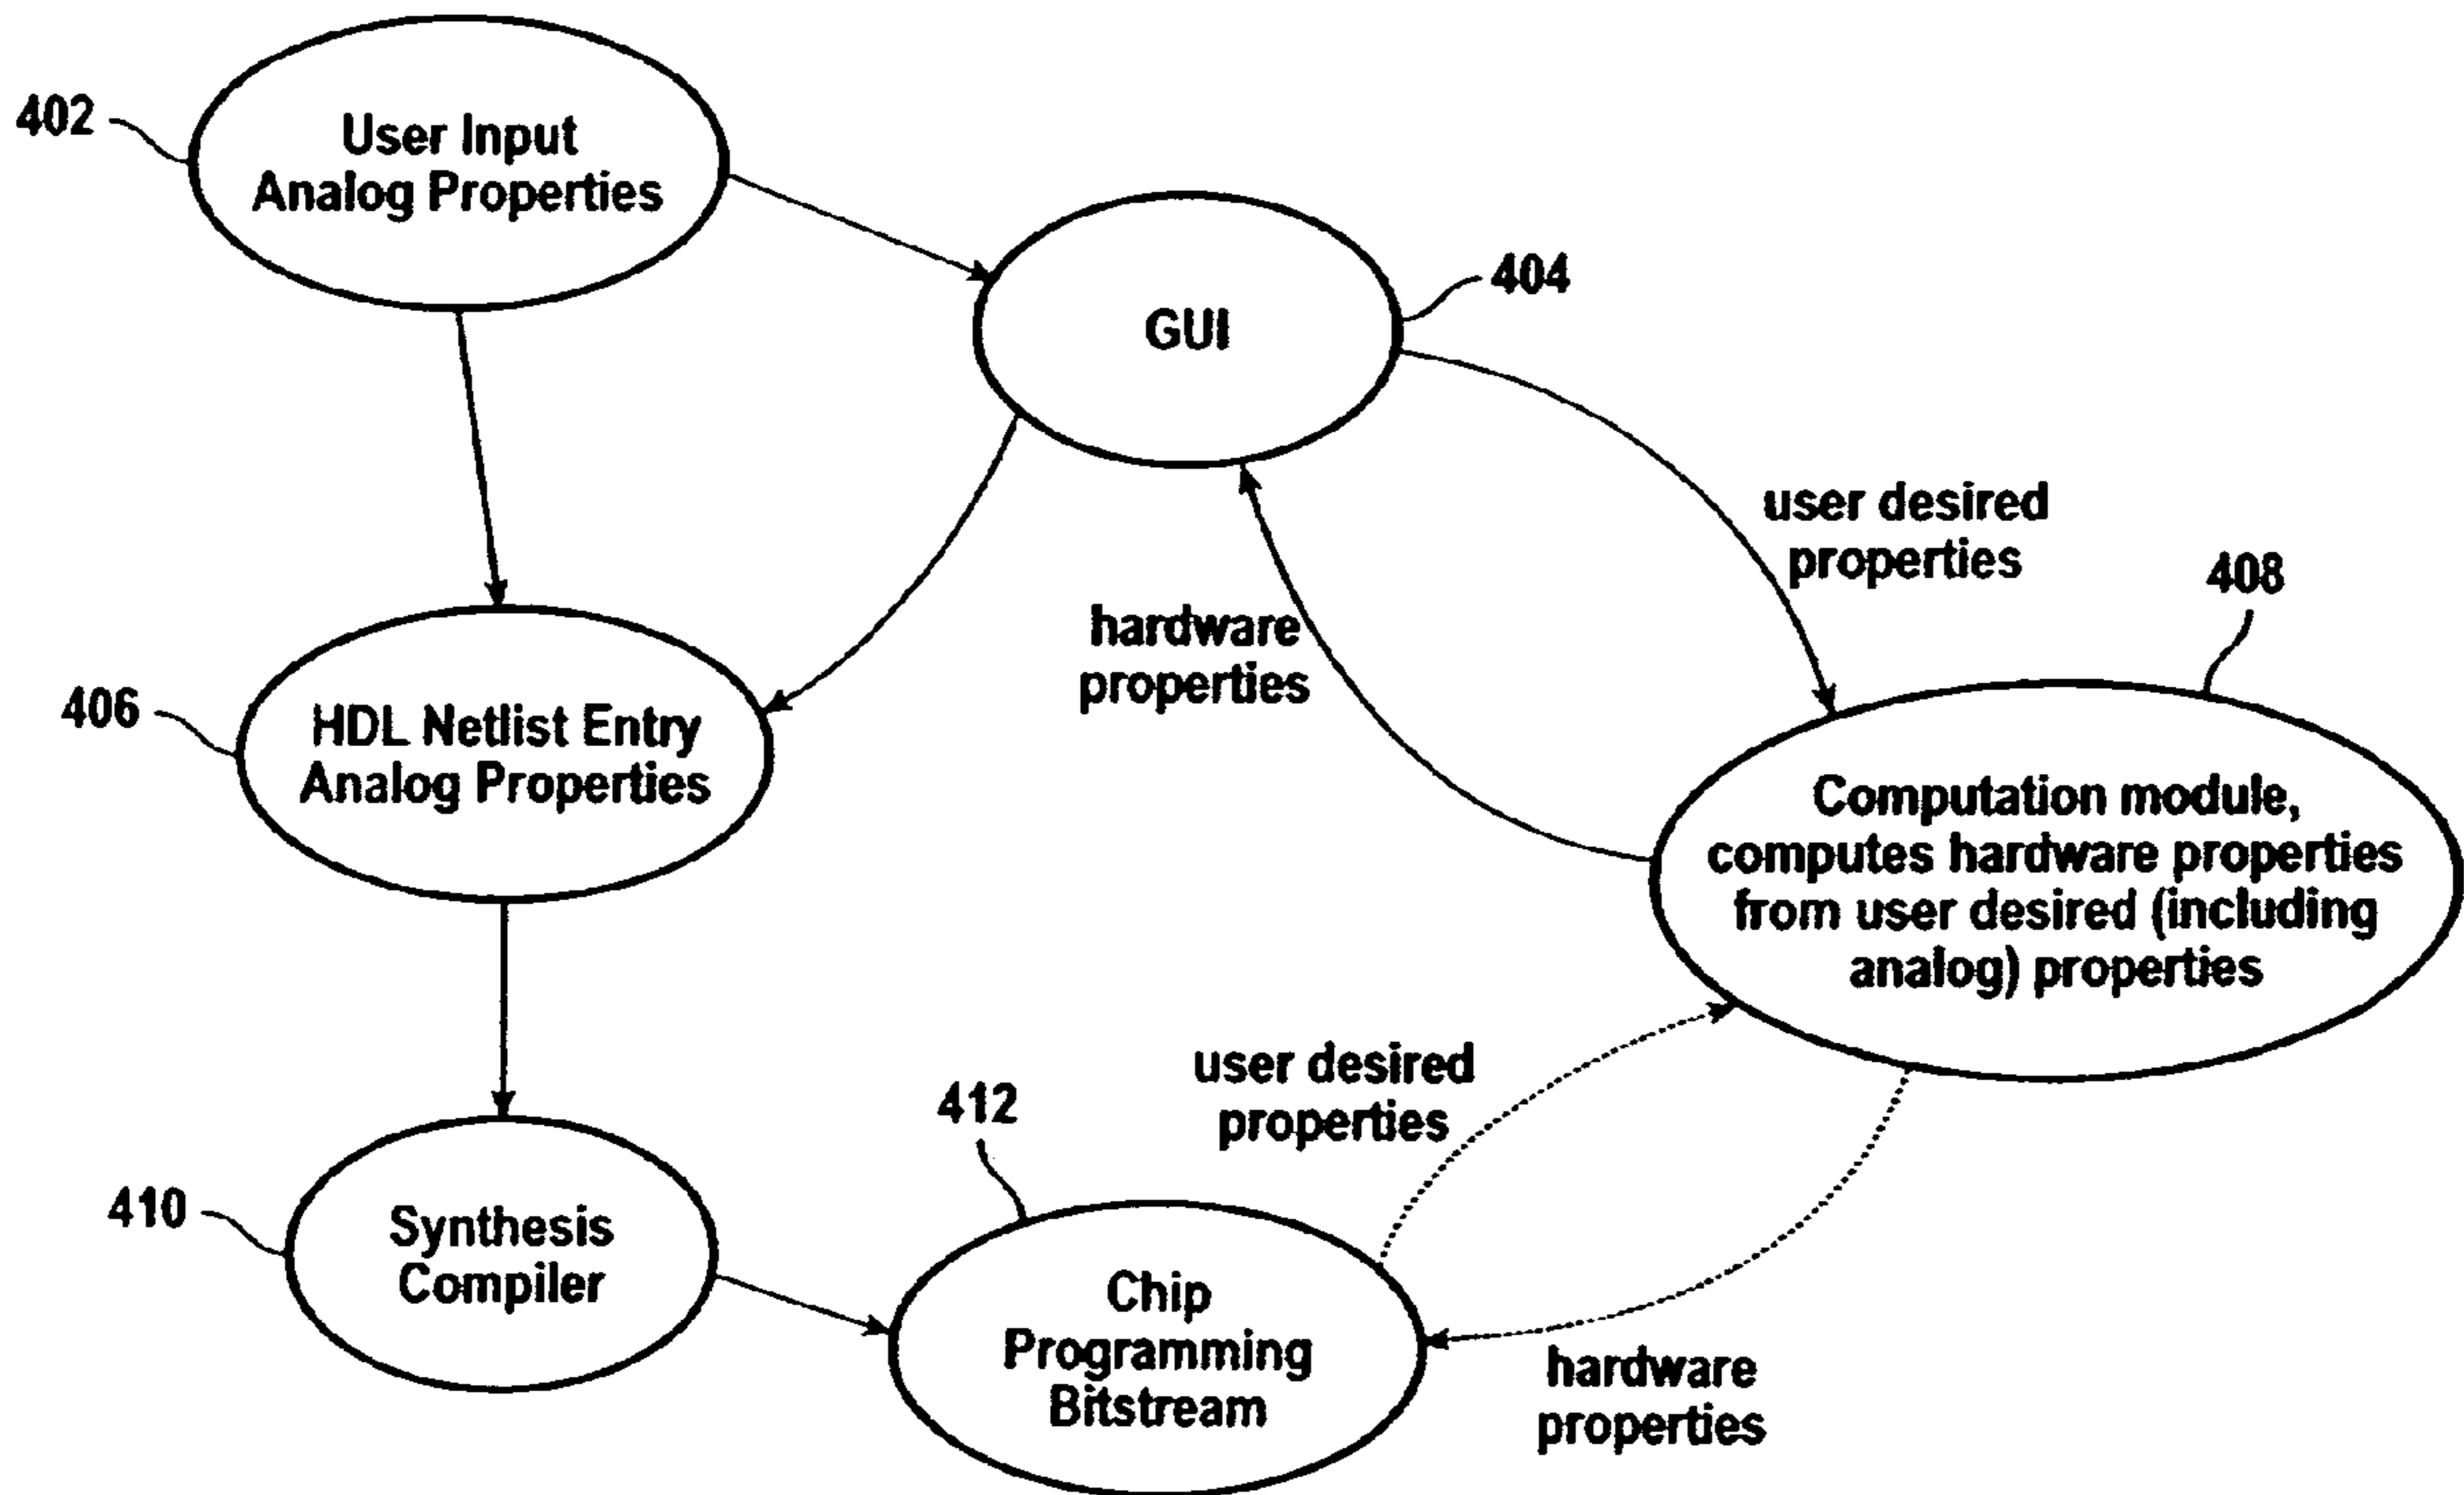 402
User Input
Analog Properties
GUI
404
user desired
properties
408
hardware
properties
406
HDL Netlist Entry
Analog Properties
Computation module,
computes hardware properties
from user desired (including
analog) properties
user desired
properties
412
410
Synthesis
Compiler
Chip
Programming
Bitstream
hardware
properties